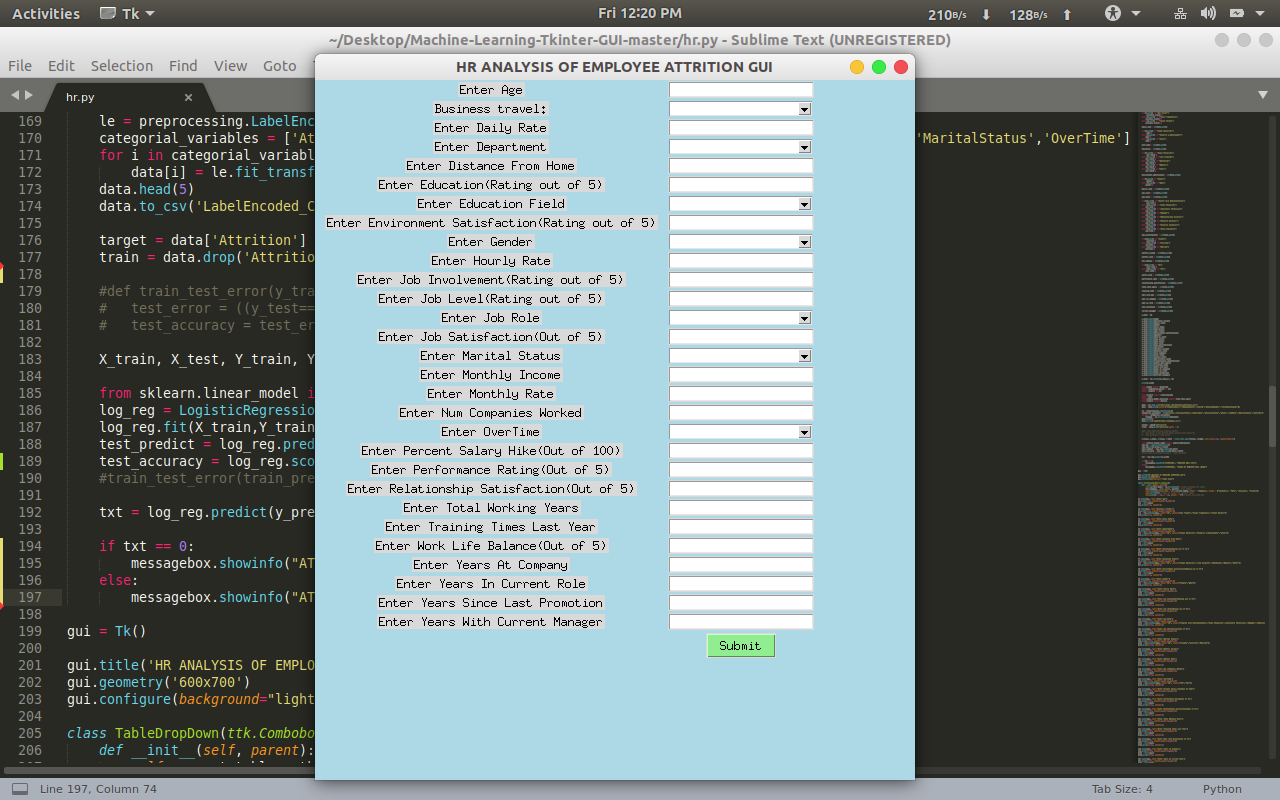 Activities
Tk
Fri 12:20 PM
210B/s
128B/s
~/Desktop/Machine-Learning-Tkinter-GUI-master/hr.py - Sublime Text (UNREGISTERED)
File Edit Selection Find View Goto
hr.py ×
HR ANALYSIS OF EMPLOYEE ATTRITION GUI
Enter Age
Business travel:
Enter Daily Rate
Enter Department
Enter Distance From Home
Enter Education(Rating out of 5)
Enter Education Field
Enter Environment Satisfaction(Rating out of 5)
Enter Gender
Enter Hourly Rate
Enter Job Involvement(Rating out of 5)
Enter Job Level(Rating out of 5)
Enter Job Role
Enter Job Satisfaction(Out of 5)
Enter Marital Status
Enter Monthly Income
Enter Monthly Rate
Enter Num Companies Worked
Enter OverTime
Enter Percent Salary Hike(Out of 100)
Enter Performance Rating(Out of 5)
Enter Relationship Satisfaction(Out of 5)
Enter Total Working Years
Enter Training Times Last Year
Enter Work Life Balance(Out of 5)
Enter Years At Company
Enter Years In Current Role
Enter Years Since Last Promotion
Enter Years With Current Manager
Submit
169 le = preprocessing.LabelEnc
170 categorial_variables = ['At 'MaritalStatus','OverTime']
171 for i in categorial_variabl
172 data[i] = le.fit_transf
173 data.head(5)
174 data.to_csv('LabelEncoded_C
175
176 target = data['Attrition']
177 train = data.drop('Attritio
178
179 #def train_test_error(y_tra
180 # test_error = ((y_test==
181 # test_accuracy = test_er
182
183 X_train, X_test, Y_train, Y
184
185 from sklearn.linear_model i
186 log_reg = LogisticRegressio
187 log_reg.fit(X_train,Y_train
188 test_predict = log_reg.pred
189 test_accuracy = log_reg.sco
190 #train_test_error(train_pre
191
192 txt = log_reg.predict(y_pre
193
194 if txt == 0:
195 messagebox.showinfo("AT
196 else:
197 messagebox.showinfo("AT
198
199 gui = Tk()
200
201 gui.title('HR ANALYSIS OF EMPLO
202 gui.geometry('600x700')
203 gui.configure(background="light
204
205 class TableDropDown(ttk.Combobo
206 def __init__(self, parent):
Line 197, Column 74
Tab Size: 4
Python